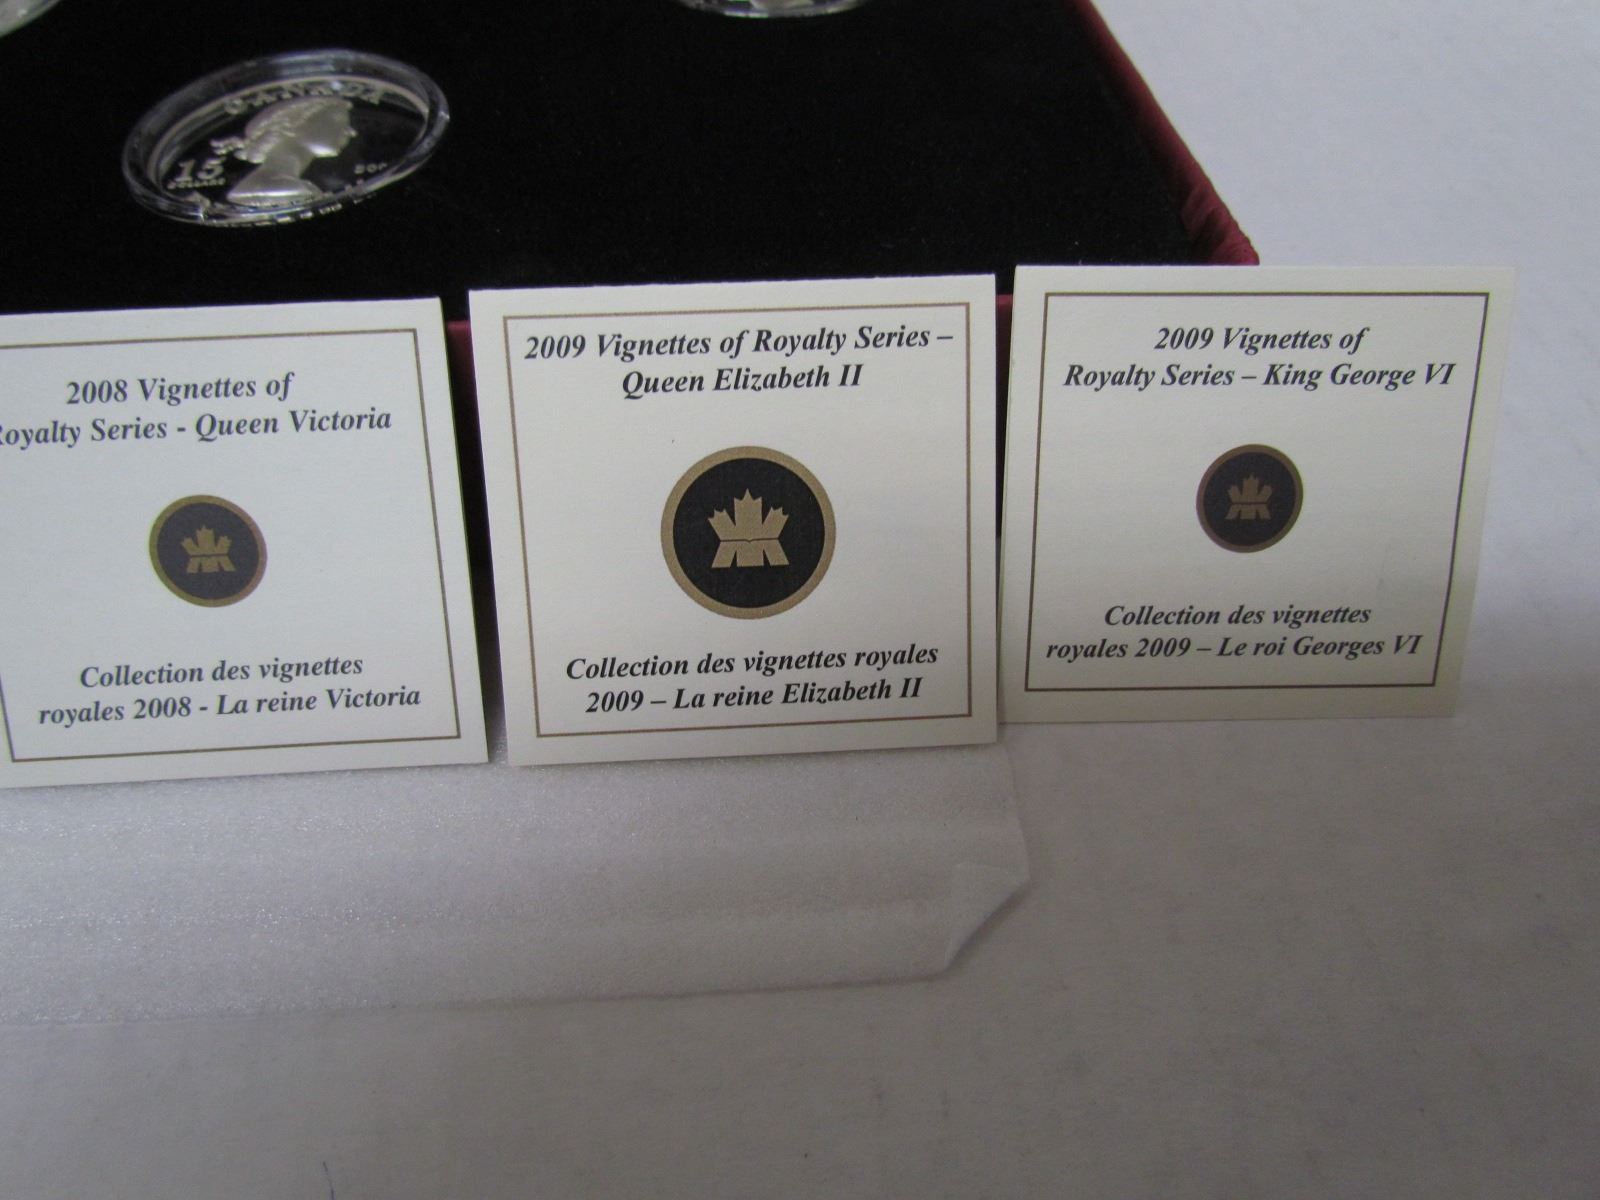 CANADA
15
DOLLARS
2008 Vignettes of
Royalty Series - Queen Victoria
Collection des vignettes
royales 2008 - La reine Victoria
2009 Vignettes of Royalty Series –
Queen Elizabeth II
Collection des vignettes royales
2009 – La reine Elizabeth II
2009 Vignettes of
Royalty Series – King George VI
Collection des vignettes
royales 2009 – Le roi Georges VI